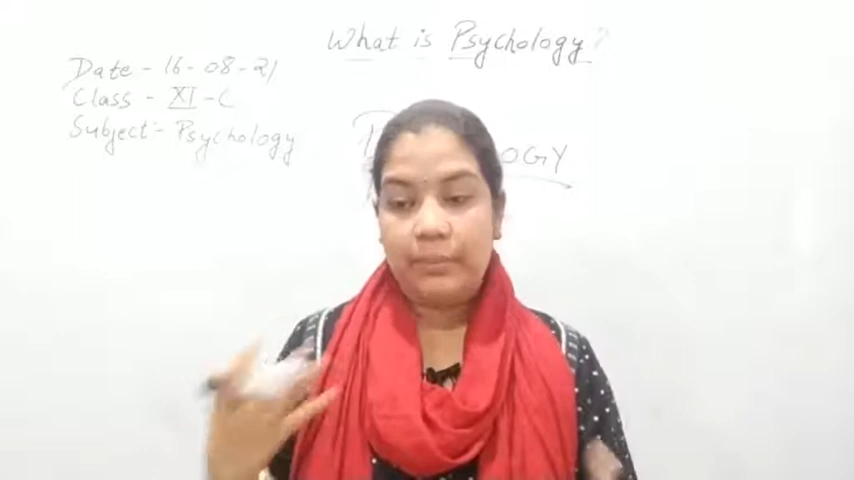 What is Psychology?
Date - 16-08-21
Class - XI - C
Subject:- Psychology
OGY